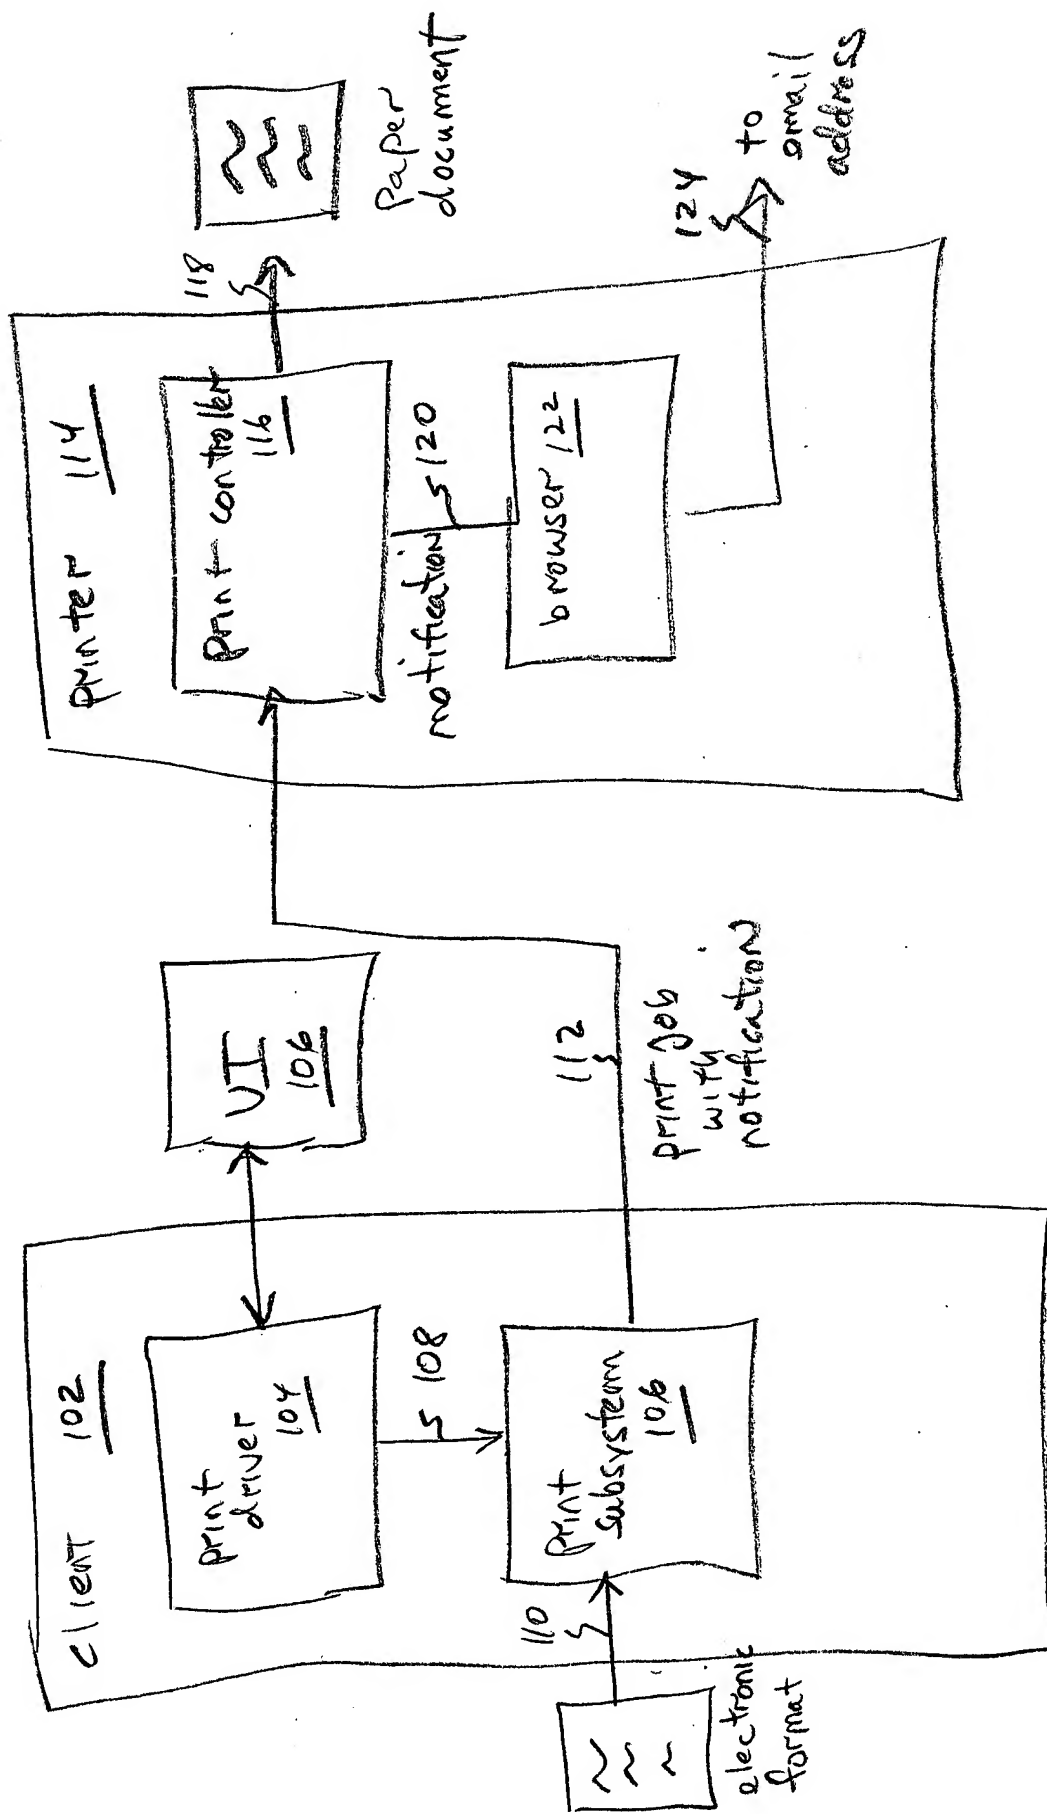 client 102
print
driver
104
108
print
subsystem
106
110
electronic
format
UI
106
112
print job
with
notification
printer 114
print controller
116
118
paper
document
notification
120
browser 122
124
to
email
address